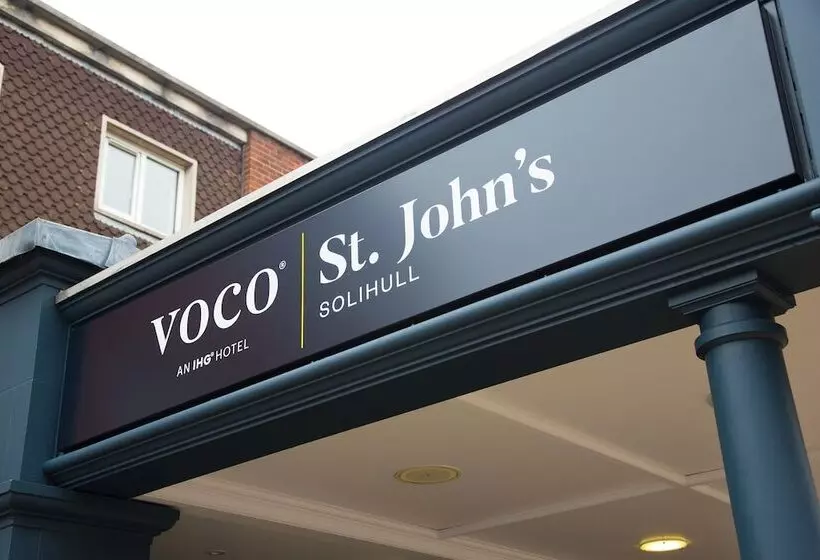 voco®
AN IHG® HOTEL
St. John's
SOLIHULL